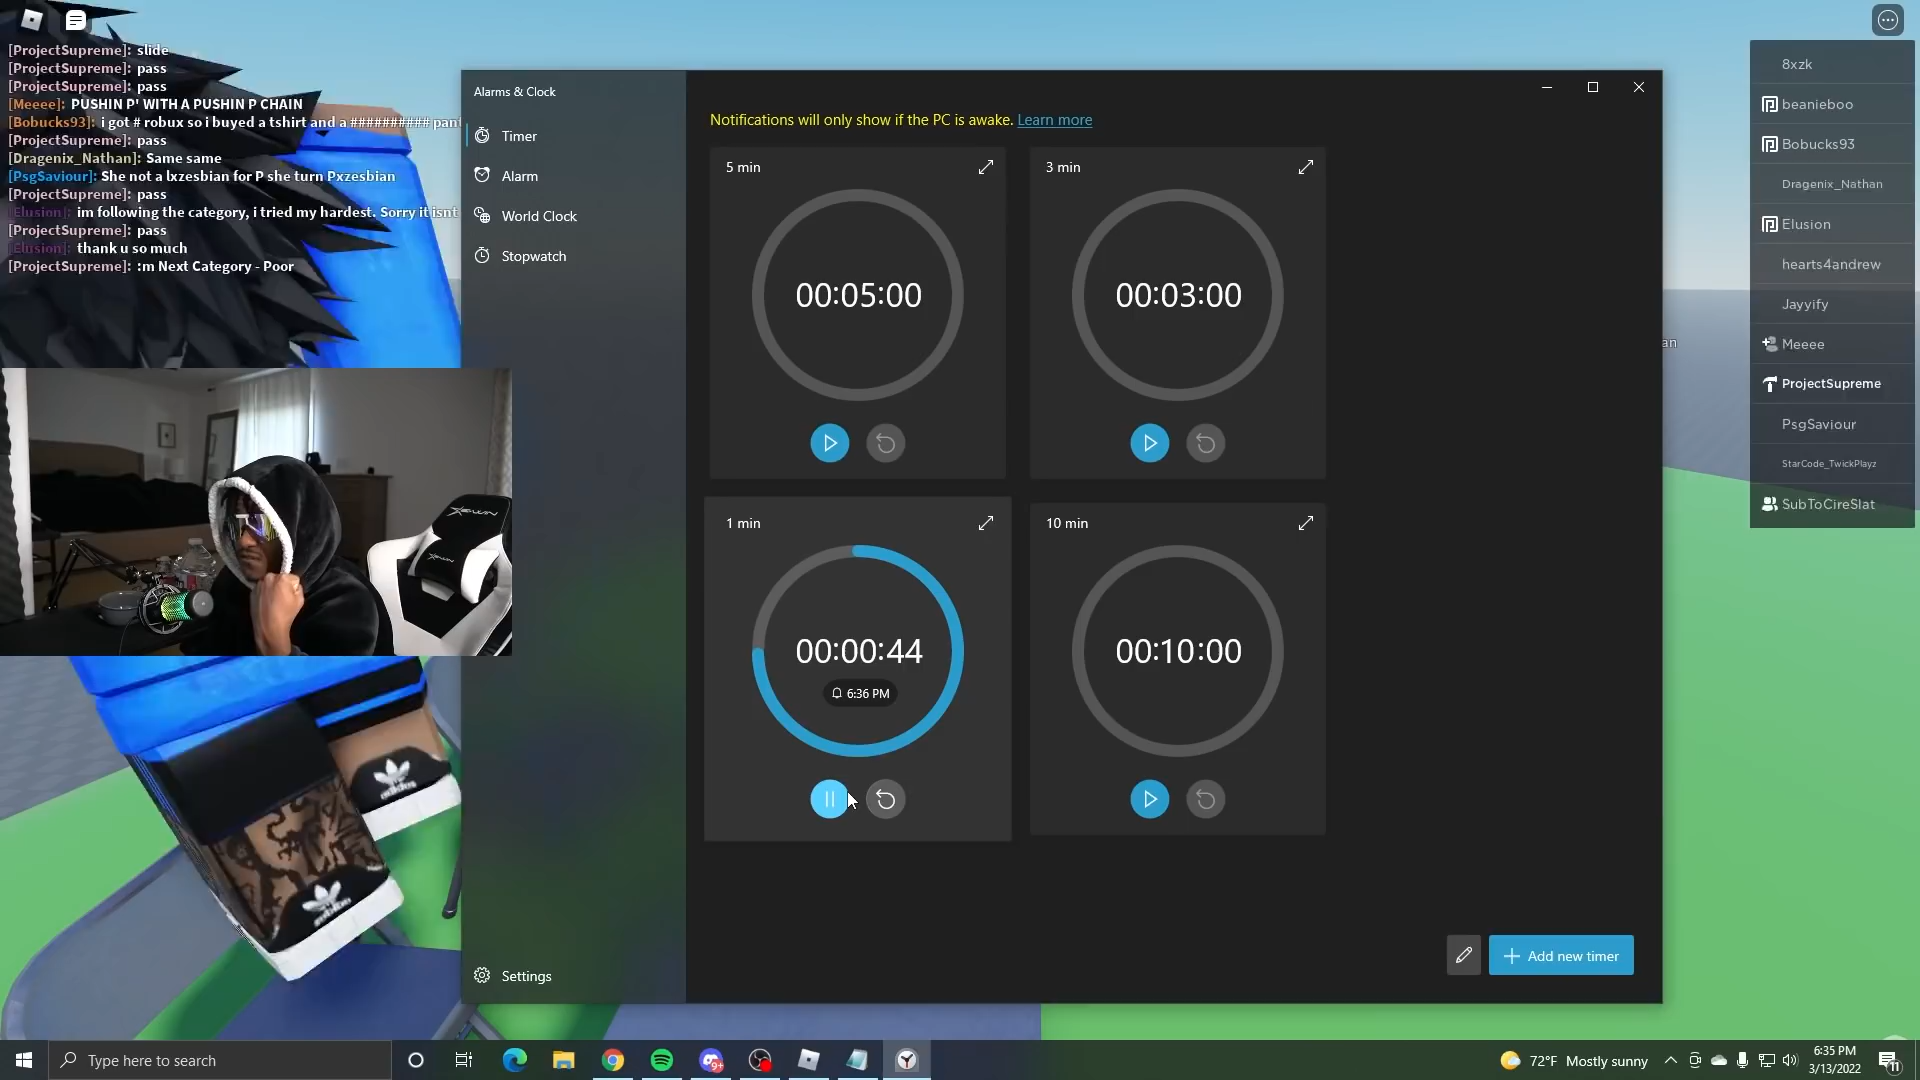 [ProjectSupreme]: slide
[ProjectSupreme]: pass
[ProjectSupreme]: pass
[Meeee]: PUSHIN P' WITH A PUSHIN P CHAIN
[Bobucks93]: i got # robux so i buyed a tshirt and a ########## pant
[ProjectSupreme]: pass
[Dragenix_Nathan]: Same same
[PsgSaviour]: She not a lxzesbian for P she turn Pxzesbian
[ProjectSupreme]: pass
[Elusion]: im following the category, i tried my hardest. Sorry it isnt
[ProjectSupreme]: pass
[Elusion]: thank u so much
[ProjectSupreme]: :m Next Category - Poor
Alarms & Clock
Timer
Alarm
World Clock
Stopwatch
Settings
Notifications will only show if the PC is awake. Learn more
5 min
00:05:00
3 min
00:03:00
1 min
00:00:44
6:36 PM
10 min
00:10:00
Add new timer
an
8xzk
beanieboo
Bobucks93
Dragenix_Nathan
Elusion
hearts4andrew
Jayyify
Meeee
ProjectSupreme
PsgSaviour
StarCode_TwickPlayz
SubToCireSlat
adidas
adidas
Type here to search
9+
72°F Mostly sunny
6:35 PM
3/13/2022
11